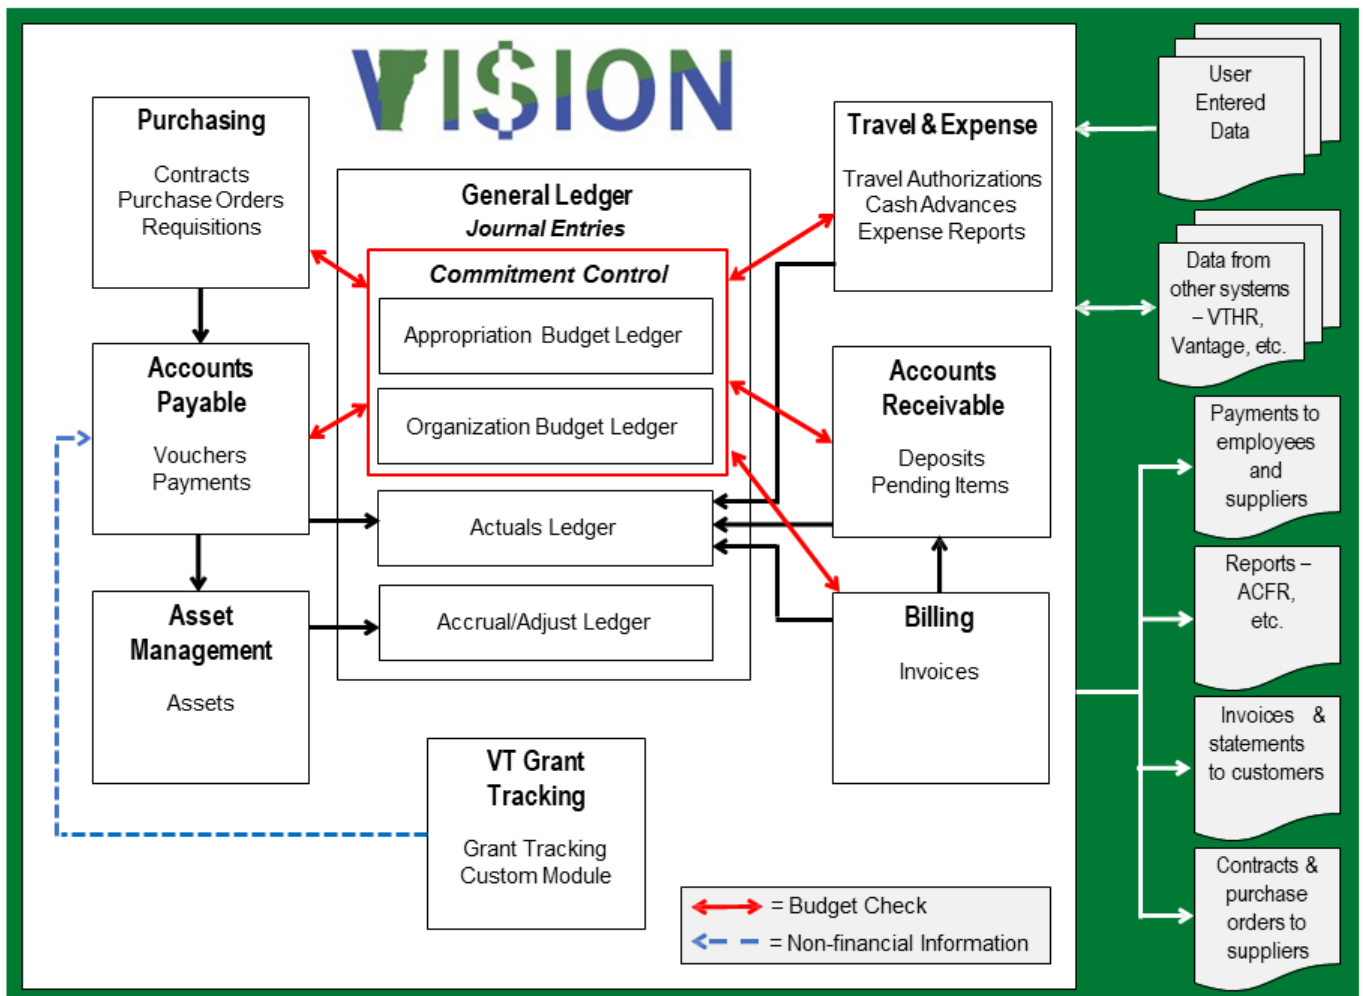 VI$ION
Purchasing
Contracts
Purchase Orders
Requisitions
Accounts
Payable
Vouchers
Payments
Asset
Management
Assets
General Ledger
Journal Entries
Commitment Control
Appropriation Budget Ledger
Organization Budget Ledger
Actuals Ledger
Accrual/Adjust Ledger
VT Grant
Tracking
Grant Tracking
Custom Module
Travel & Expense
Travel Authorizations
Cash Advances
Expense Reports
Accounts
Receivable
Deposits
Pending Items
Billing
Invoices
= Budget Check
= Non-financial Information
User
Entered
Data
Data from
other systems
– VTHR,
Vantage, etc.
Payments to
employees
and
suppliers
Reports –
ACFR,
etc.
Invoices &
statements
to customers
Contracts &
purchase
orders to
suppliers